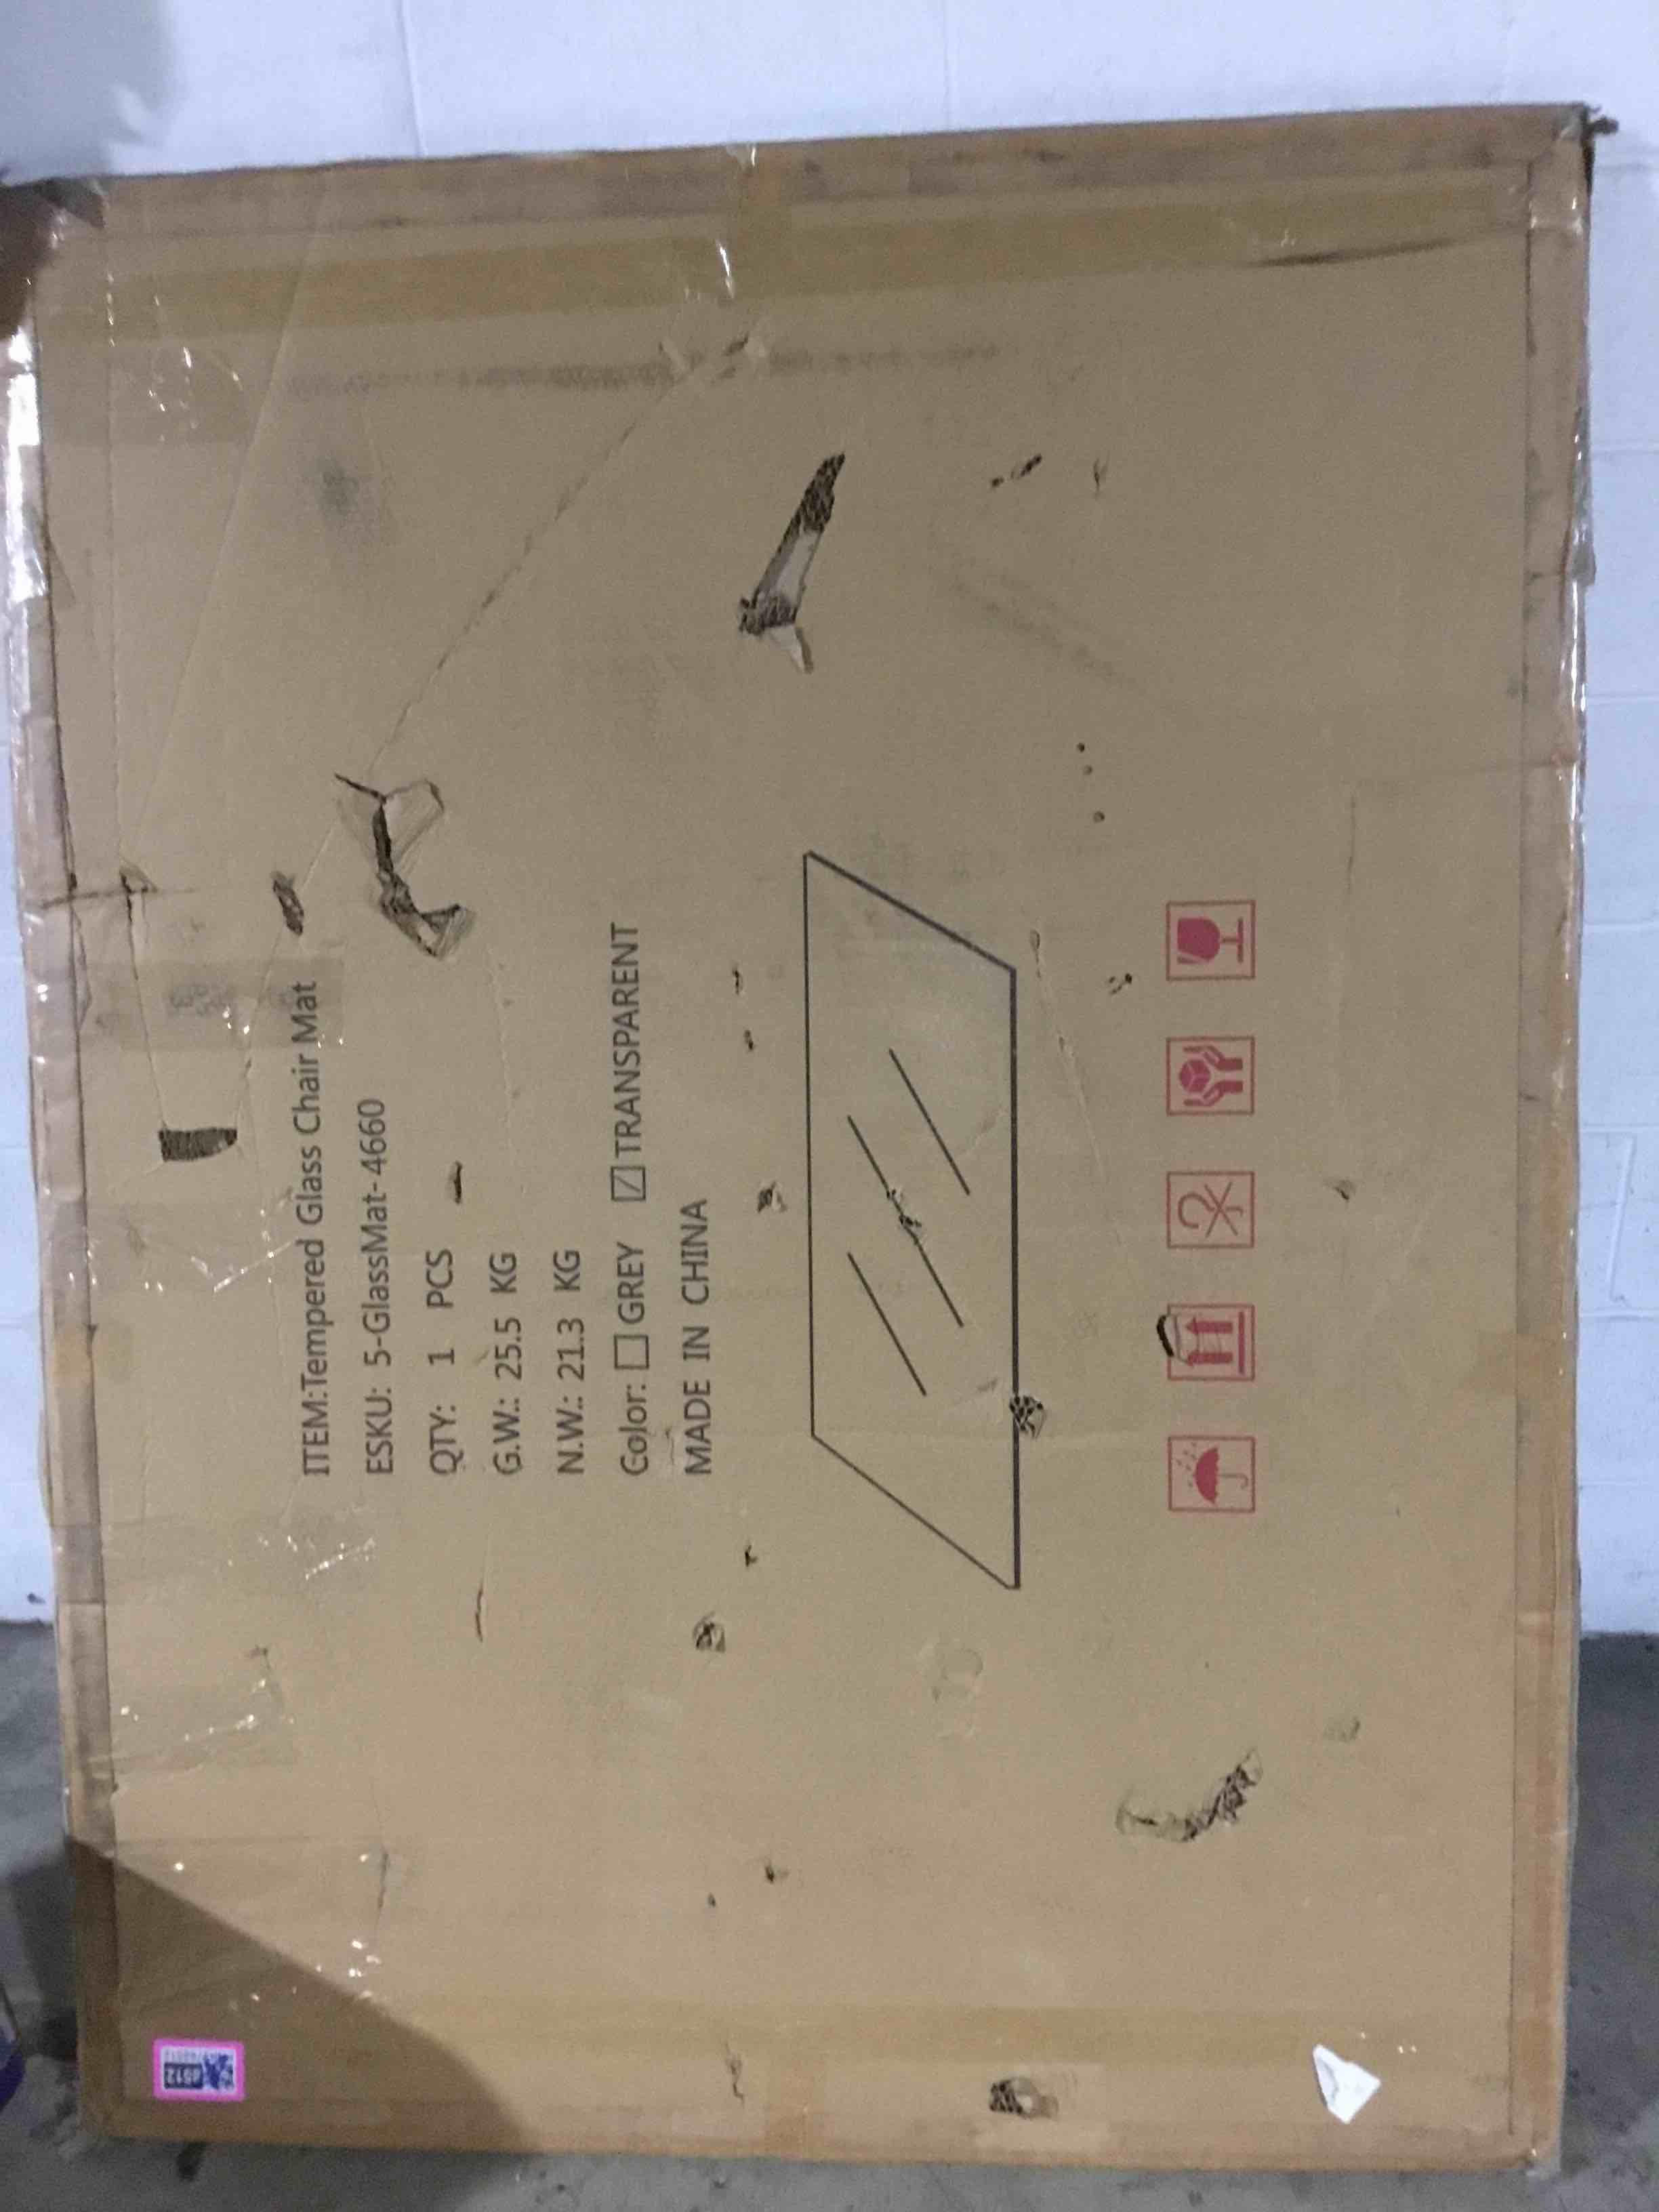 ITEM:Tempered Glass Chair Mat
ESKU: 5-GlassMat-4660
QTY: 1 PCS
G.W.: 25.5 KG
N.W.: 21.3 KG
Color: ☐GREY ☑TRANSPARENT
MADE IN CHINA